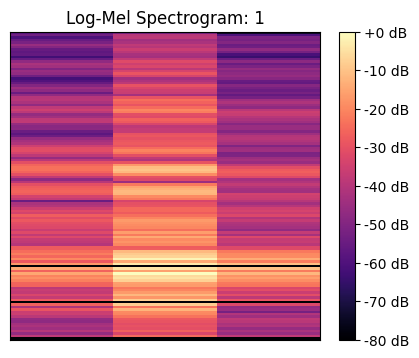 Log-Mel Spectrogram: 1
+0 dB
-10 dB
-20 dB
-30 dB
-40 dB
-50 dB
-60 dB
-70 dB
-80 dB